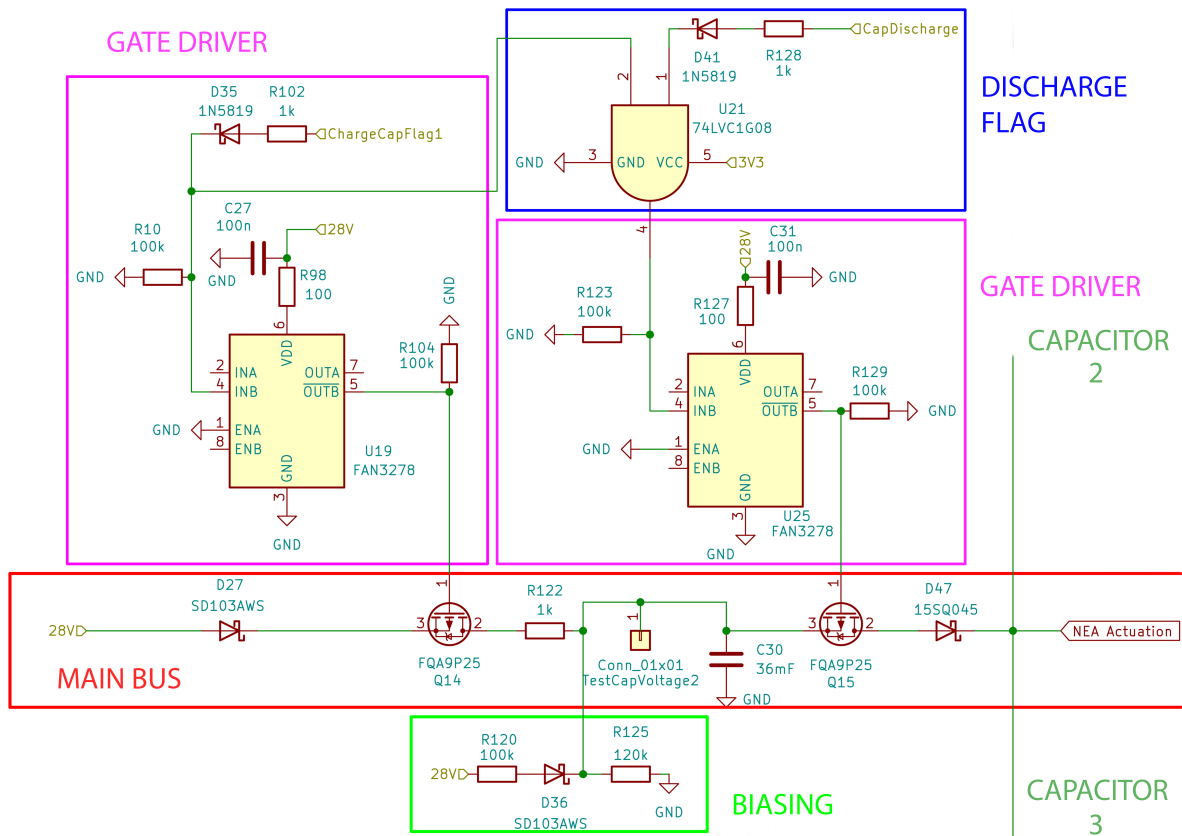 GATE DRIVER
D35
1N5819
R102
1k
ChargeCapFlag1
R10
100k
GND
C27
100n
GND
28V
R98
100
6
VDD
2 INA
4 INB
1 ENA
8 ENB
OUTA 7
OUTB 5
GND
3
GND
GND
U19
FAN3278
R104
100k
GND
D41
1N5819
R128
1k
CapDischarge
2
1
U21
74LVC1G08
GND 3
GND VCC
5 3V3
4
DISCHARGE
FLAG
28V
C31
100n
GND
R123
100k
GND
R127
100
6
VDD
2 INA
4 INB
1 ENA
8 ENB
OUTA 7
OUTB 5
GND
3
GND
GND
U25
FAN3278
R129
100k
GND
GATE DRIVER
CAPACITOR
2
28V
D27
SD103AWS
1
3
2
FQA9P25
Q14
R122
1k
1
Conn_01x01
TestCapVoltage2
C30
36mF
GND
1
3
2
FQA9P25
Q15
D47
15SQ045
NEA Actuation
MAIN BUS
28V
R120
100k
D36
SD103AWS
R125
120k
GND
BIASING
CAPACITOR
3